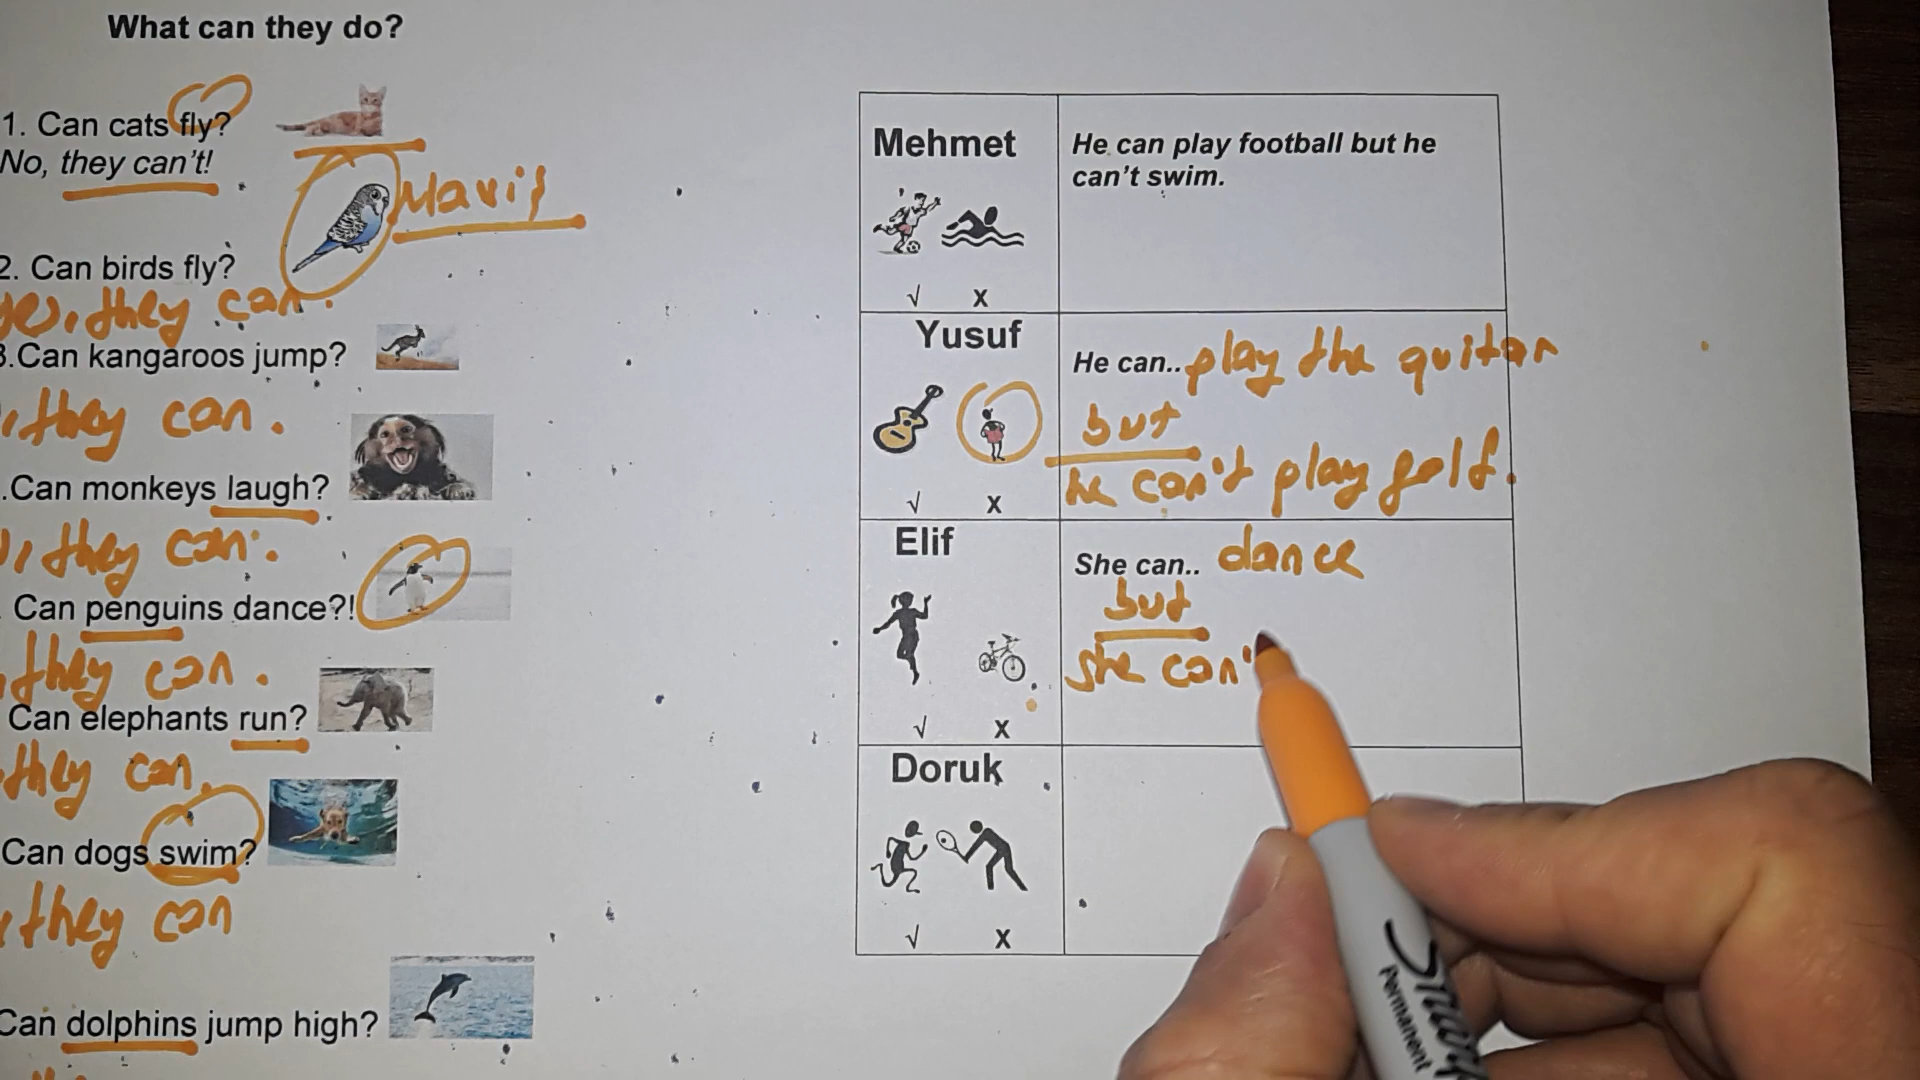 What can they do?
1. Can cats fly?
No, they can't!
Mavis
2. Can birds fly?
yes, they can.
3.Can kangaroos jump?
, they can.
.Can monkeys laugh?
, they can.
Can penguins dance?!
they can.
Can elephants run?
they can.
Can dogs swim?
, they can
Can dolphins jump high?
Mehmet
He can play football but he
can't swim.
√ X
Yusuf
He can.. play the guitar
but
he can't play golf.
√ X
Elif
She can.. dance
but
she can'
√ X
Doruk
√ X
Permanent